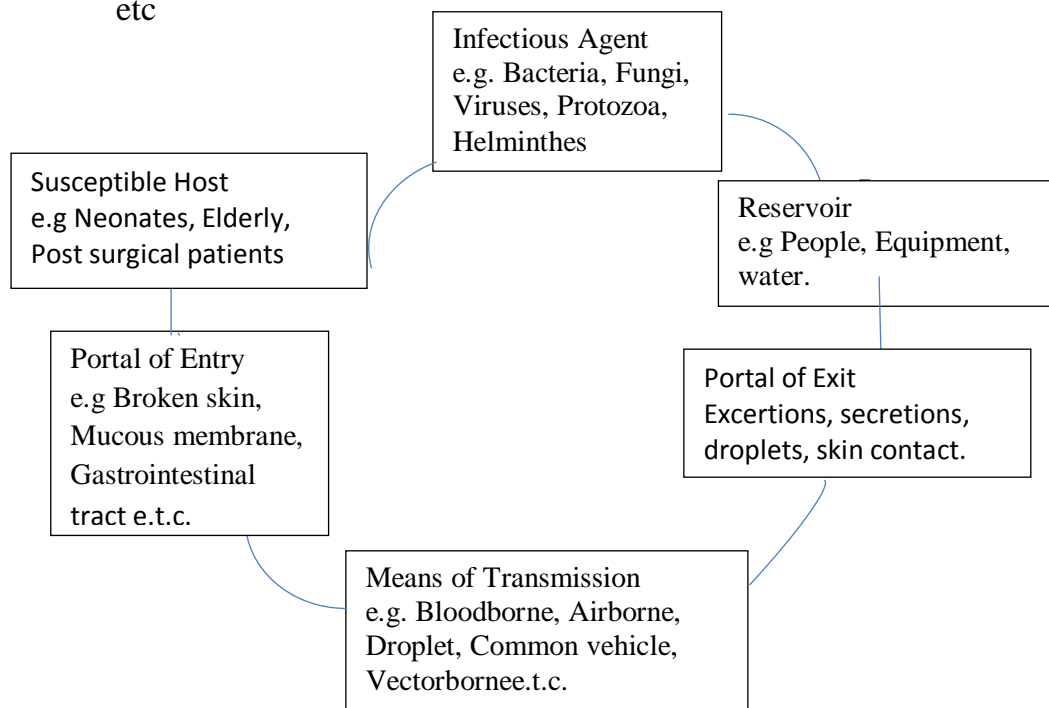 etc
Infectious Agent
e.g. Bacteria, Fungi,
Viruses, Protozoa,
Helminthes
Susceptible Host
e.g Neonates, Elderly,
Post surgical patients
Reservoir
e.g People, Equipment,
water.
Portal of Entry
e.g Broken skin,
Mucous membrane,
Gastrointestinal
tract e.t.c.
Portal of Exit
Excertions, secretions,
droplets, skin contact.
Means of Transmission
e.g. Bloodborne, Airborne,
Droplet, Common vehicle,
Vectorbornee.t.c.